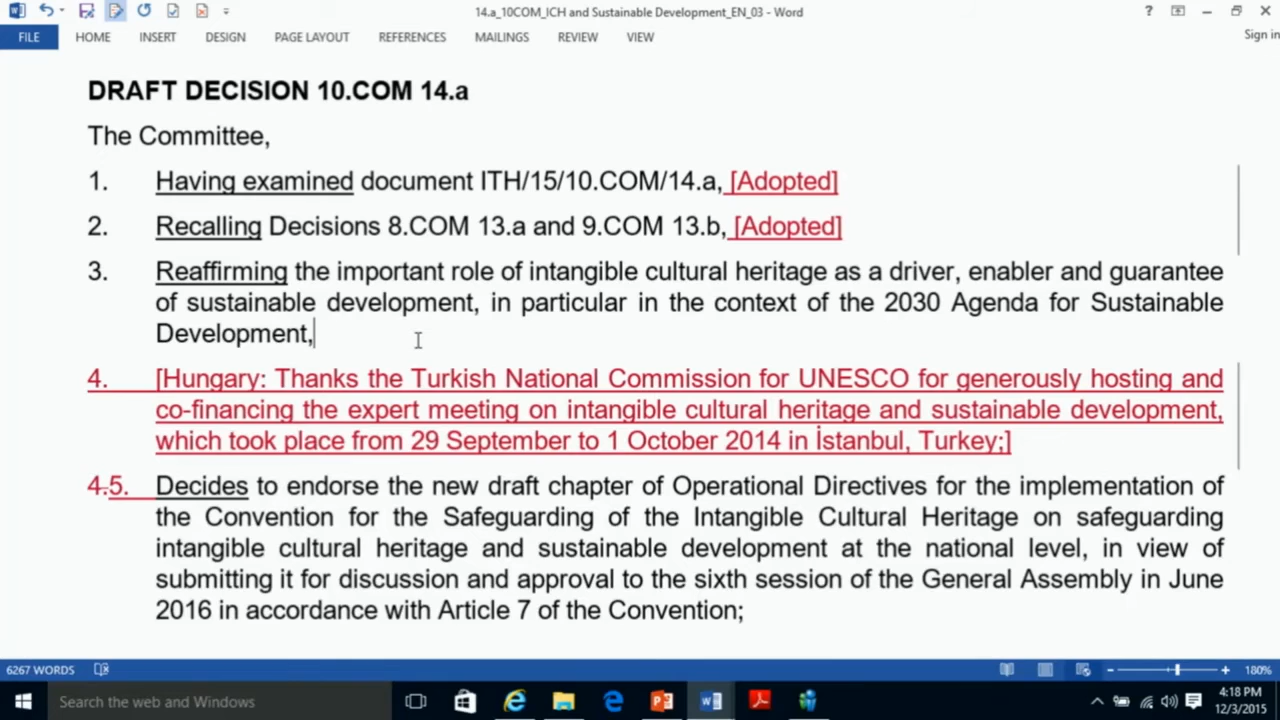 14.a_10COM_ICH and Sustainable Development_EN_03 - Word
FILE HOME INSERT DESIGN PAGE LAYOUT REFERENCES MAILINGS REVIEW VIEW
Sign in
DRAFT DECISION 10.COM 14.a
The Committee,
1. Having examined document ITH/15/10.COM/14.a, [Adopted]
2. Recalling Decisions 8.COM 13.a and 9.COM 13.b, [Adopted]
3. Reaffirming the important role of intangible cultural heritage as a driver, enabler and guarantee
of sustainable development, in particular in the context of the 2030 Agenda for Sustainable
Development,
4. [Hungary: Thanks the Turkish National Commission for UNESCO for generously hosting and
co-financing the expert meeting on intangible cultural heritage and sustainable development,
which took place from 29 September to 1 October 2014 in İstanbul, Turkey;]
4.5. Decides to endorse the new draft chapter of Operational Directives for the implementation of
the Convention for the Safeguarding of the Intangible Cultural Heritage on safeguarding
intangible cultural heritage and sustainable development at the national level, in view of
submitting it for discussion and approval to the sixth session of the General Assembly in June
2016 in accordance with Article 7 of the Convention;
6267 WORDS
180%
Search the web and Windows
4:18 PM
12/3/2015